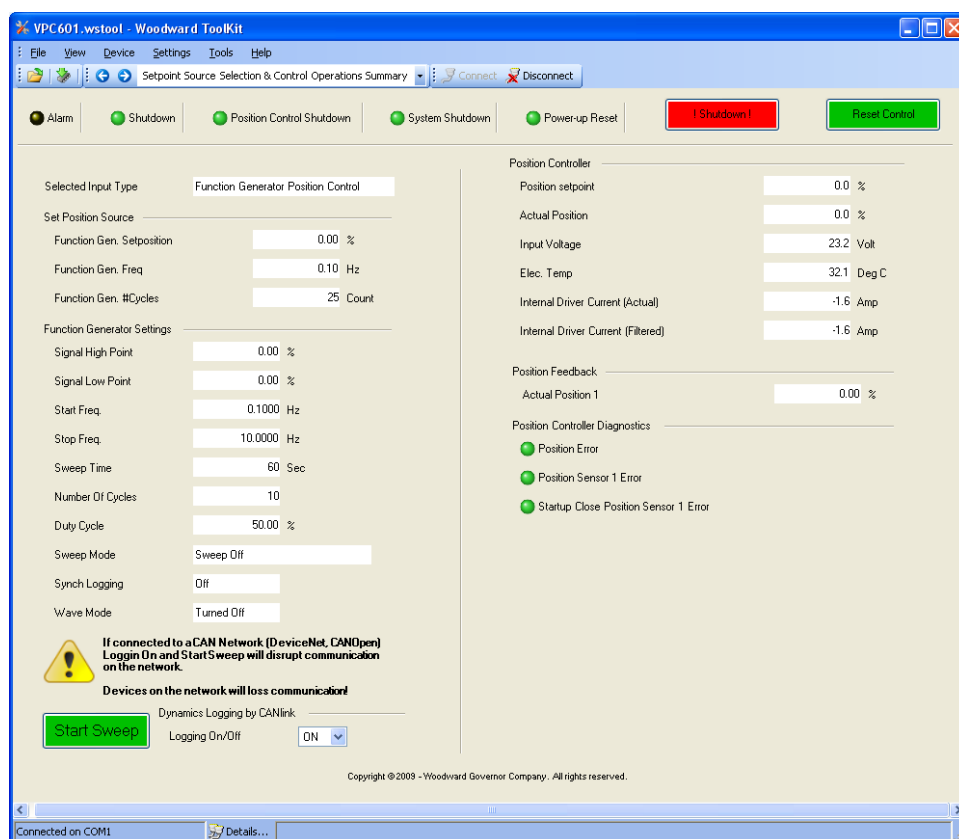 VPC601.wstool - Woodward ToolKit
File View Device Settings Tools Help
Setpoint Source Selection & Control Operations Summary Connect Disconnect
Alarm Shutdown Position Control Shutdown System Shutdown Power-up Reset ! Shutdown ! Reset Control
Selected Input Type Function Generator Position Control
Set Position Source
Function Gen. Setposition 0.00 %
Function Gen. Freq 0.10 Hz
Function Gen. #Cycles 25 Count
Function Generator Settings
Signal High Point 0.00 %
Signal Low Point 0.00 %
Start Freq. 0.1000 Hz
Stop Freq. 10.0000 Hz
Sweep Time 60 Sec
Number Of Cycles 10
Duty Cycle 50.00 %
Sweep Mode Sweep Off
Synch Logging Off
Wave Mode Turned Off
If connected to a CAN Network (DeviceNet, CANOpen)
Loggin On and Start Sweep will disrupt communication
on the network.
Devices on the network will loss communication!
Start Sweep
Dynamics Logging by CANlink
Logging On/Off ON
Position Controller
Position setpoint 0.0 %
Actual Position 0.0 %
Input Voltage 23.2 Volt
Elec. Temp 32.1 Deg C
Internal Driver Current (Actual) -1.6 Amp
Internal Driver Current (Filtered) -1.6 Amp
Position Feedback
Actual Position 1 0.00 %
Position Controller Diagnostics
Position Error
Position Sensor 1 Error
Startup Close Position Sensor 1 Error
Copyright @ 2009 - Woodward Governor Company. All rights reserved.
Connected on COM1 Details...